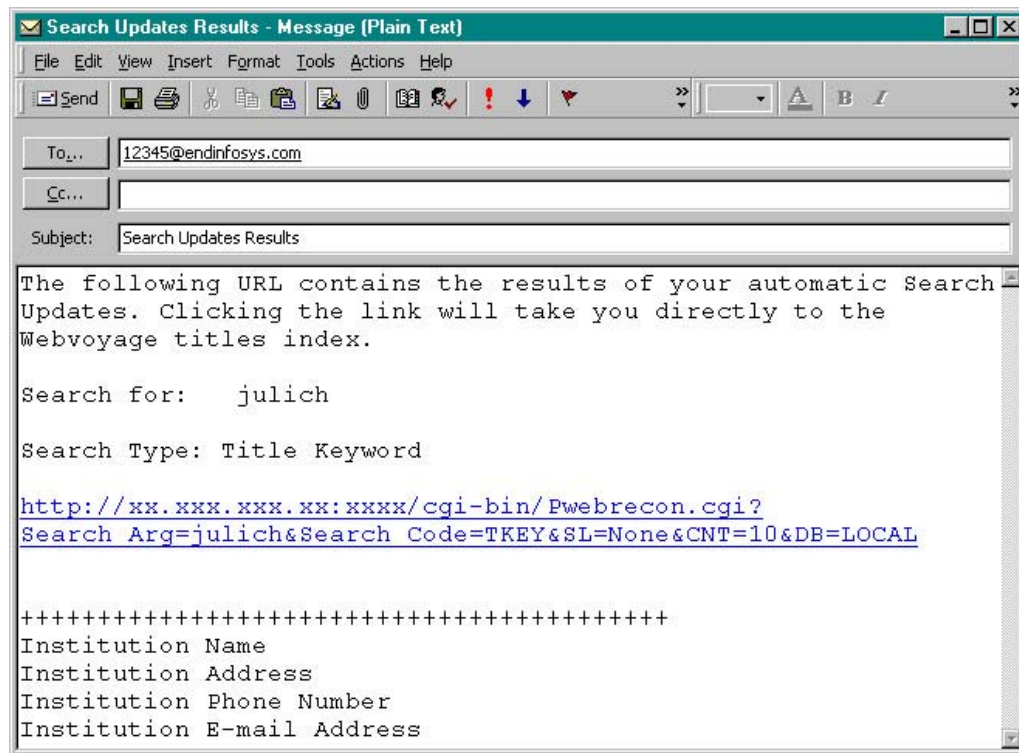 Search Updates Results - Message (Plain Text)
File Edit View Insert Format Tools Actions Help
Send A B I
To... 12345@endinfosys.com
Cc...
Subject: Search Updates Results
The following URL contains the results of your automatic Search
Updates. Clicking the link will take you directly to the
Webvoyage titles index.
Search for: julich
Search Type: Title Keyword
http://xx.xxx.xxx.xx:xxxx/cgi-bin/Pwebrecon.cgi?
Search_Arg=julich&Search_Code=TKEY&SL=None&CNT=10&DB=LOCAL
++++++++++++++++++++++++++++++++++++++++++
Institution Name
Institution Address
Institution Phone Number
Institution E-mail Address